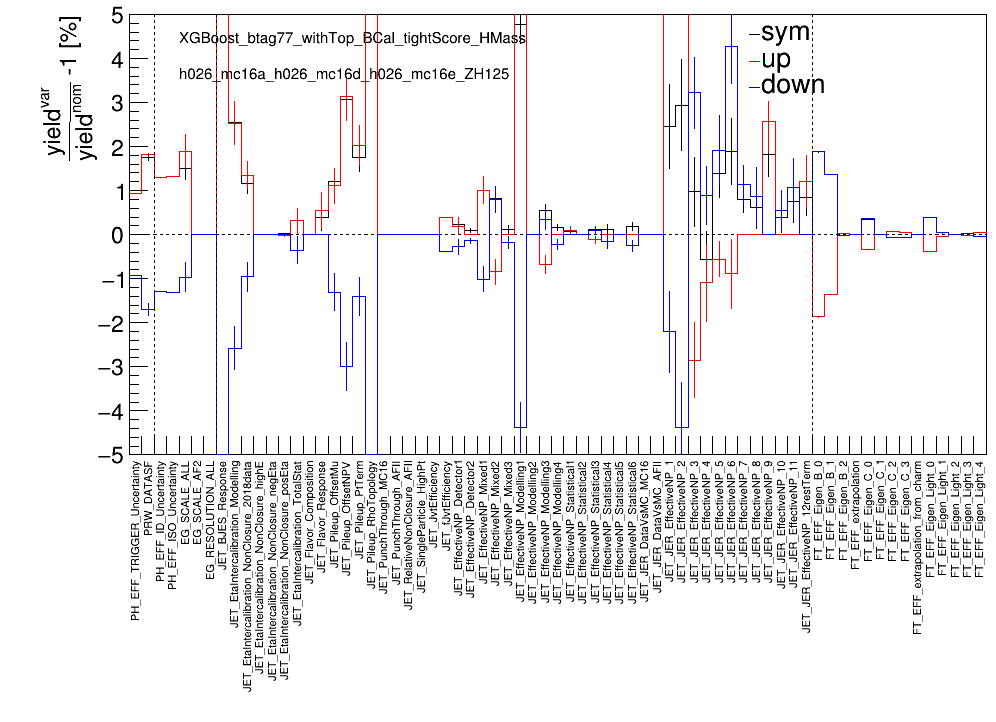 yield^var / yield^nom -1 [%]
XGBoost_btag77_withTop_BCal_tightScore_HMass
h026_mc16a_h026_mc16d_h026_mc16e_ZH125
sym
up
down
5
4
3
2
1
0
−1
−2
−3
−4
−5
PH_EFF_TRIGGER_Uncertainty
PRW_DATASF
PH_EFF_ID_Uncertainty
PH_EFF_ISO_Uncertainty
EG_SCALE_ALL
EG_SCALE_AF2
EG_RESOLUTION_ALL
JET_BJES_Response
JET_EtaIntercalibration_Modelling
JET_EtaIntercalibration_NonClosure_2018data
JET_EtaIntercalibration_NonClosure_highE
JET_EtaIntercalibration_NonClosure_negEta
JET_EtaIntercalibration_NonClosure_posEta
JET_EtaIntercalibration_TotalStat
JET_Flavor_Composition
JET_Flavor_Response
JET_Pileup_OffsetMu
JET_Pileup_OffsetNPV
JET_Pileup_PtTerm
JET_Pileup_RhoTopology
JET_PunchThrough_MC16
JET_PunchThrough_AFII
JET_RelativeNonClosure_AFII
JET_SingleParticle_HighPt
JET_JvtEfficiency
JET_fJvtEfficiency
JET_EffectiveNP_Detector1
JET_EffectiveNP_Detector2
JET_EffectiveNP_Mixed1
JET_EffectiveNP_Mixed2
JET_EffectiveNP_Mixed3
JET_EffectiveNP_Modelling1
JET_EffectiveNP_Modelling2
JET_EffectiveNP_Modelling3
JET_EffectiveNP_Modelling4
JET_EffectiveNP_Statistical1
JET_EffectiveNP_Statistical2
JET_EffectiveNP_Statistical3
JET_EffectiveNP_Statistical4
JET_EffectiveNP_Statistical5
JET_EffectiveNP_Statistical6
JET_JER_DataVsMC_MC16
JET_JER_DataVsMC_AFII
JET_JER_EffectiveNP_1
JET_JER_EffectiveNP_2
JET_JER_EffectiveNP_3
JET_JER_EffectiveNP_4
JET_JER_EffectiveNP_5
JET_JER_EffectiveNP_6
JET_JER_EffectiveNP_7
JET_JER_EffectiveNP_8
JET_JER_EffectiveNP_9
JET_JER_EffectiveNP_10
JET_JER_EffectiveNP_11
JET_JER_EffectiveNP_12restTerm
FT_EFF_Eigen_B_0
FT_EFF_Eigen_B_1
FT_EFF_Eigen_B_2
FT_EFF_extrapolation
FT_EFF_Eigen_C_0
FT_EFF_Eigen_C_1
FT_EFF_Eigen_C_2
FT_EFF_Eigen_C_3
FT_EFF_extrapolation_from_charm
FT_EFF_Eigen_Light_0
FT_EFF_Eigen_Light_1
FT_EFF_Eigen_Light_2
FT_EFF_Eigen_Light_3
FT_EFF_Eigen_Light_4